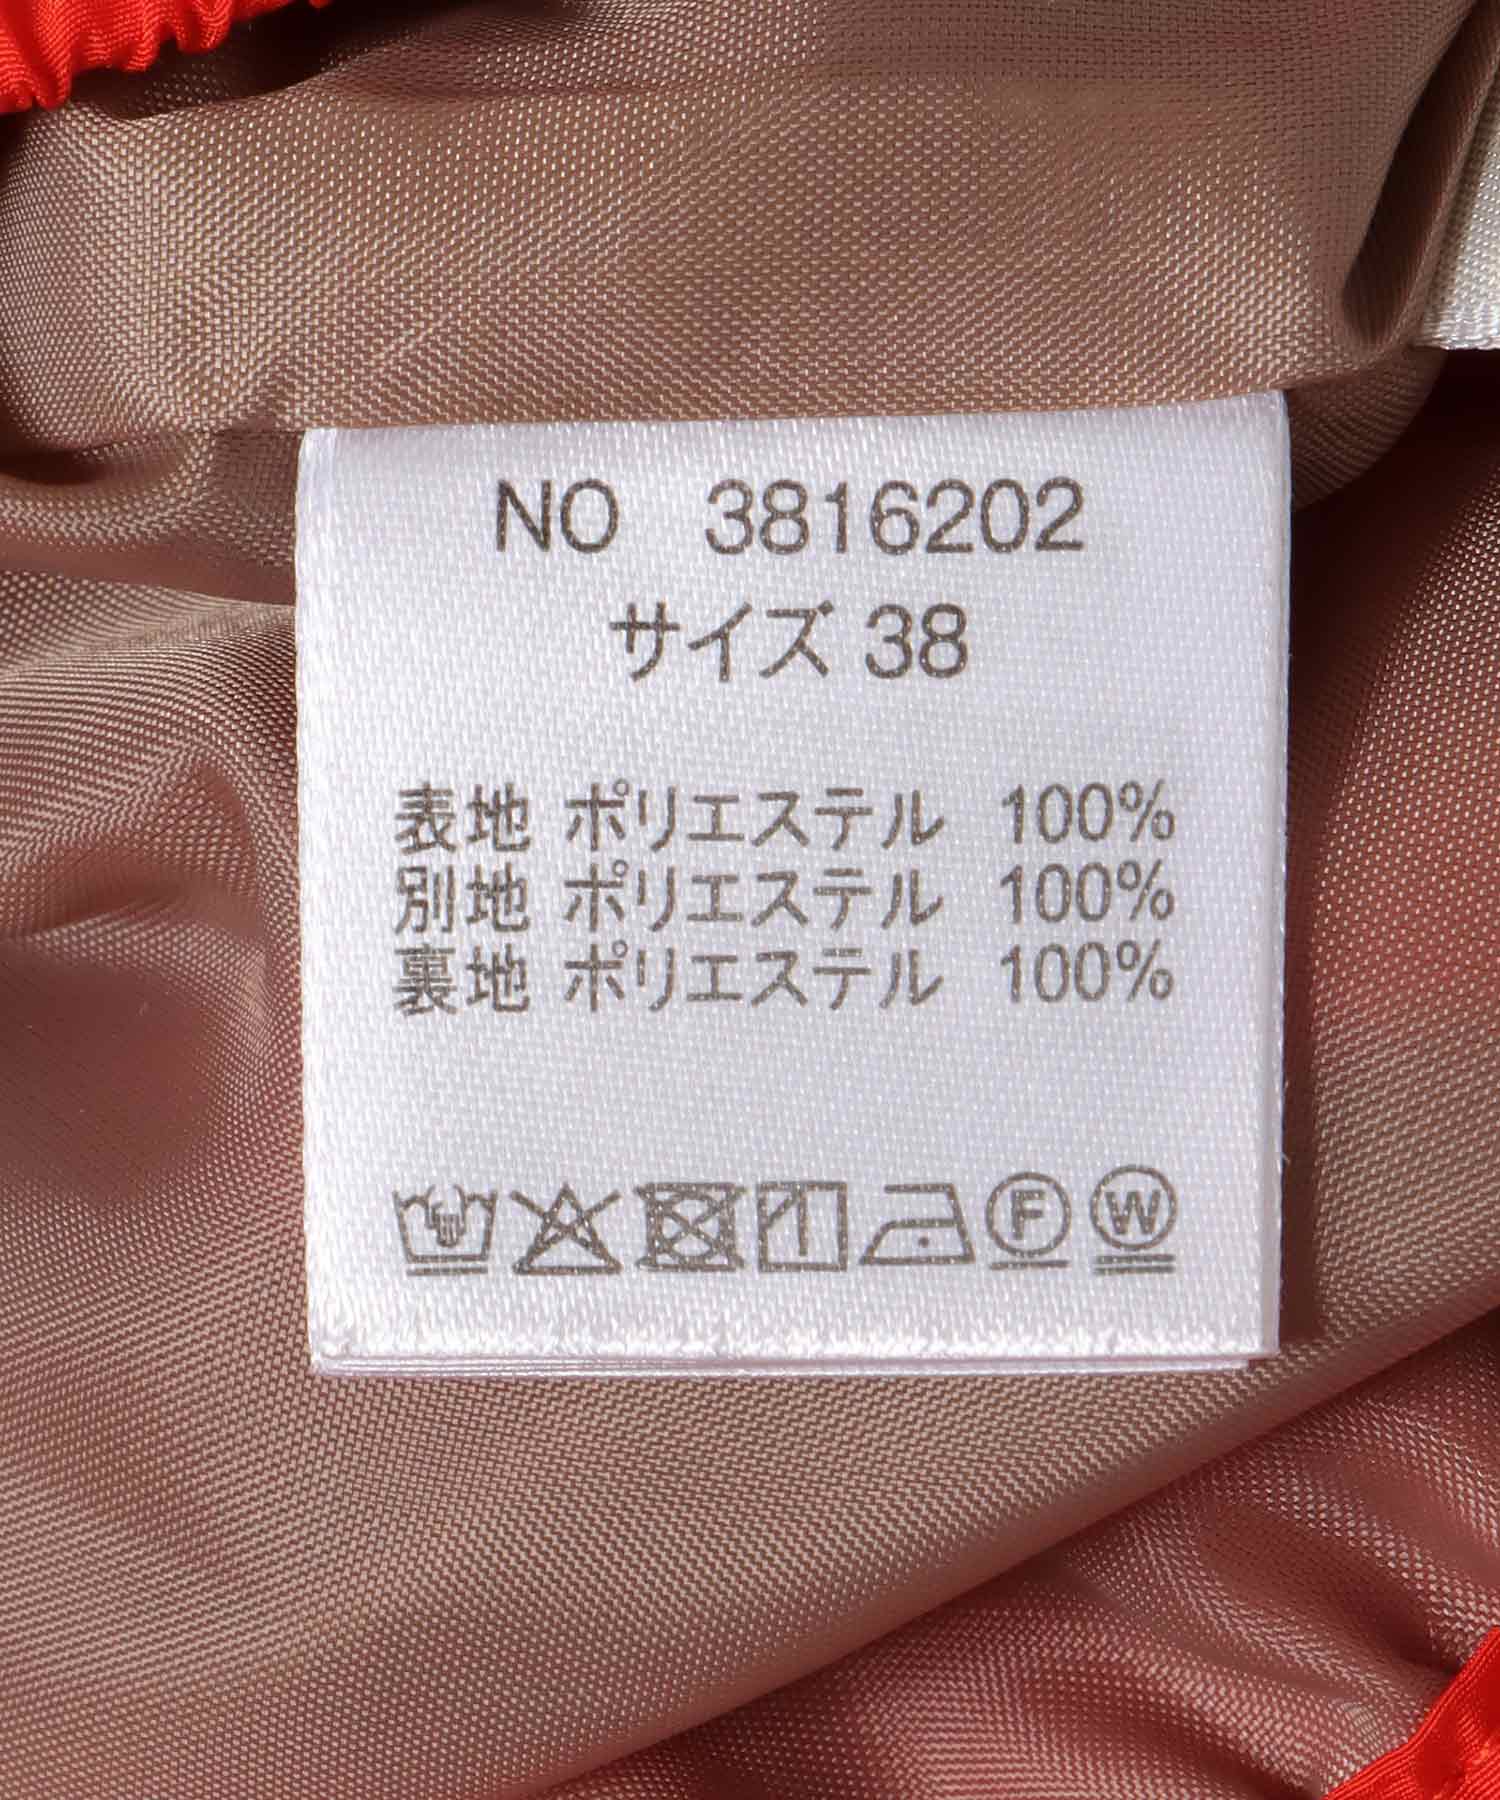 NO 3816202
サイズ 38
表地 ポリエステル 100%
別地 ポリエステル 100%
裏地 ポリエステル 100%
F W